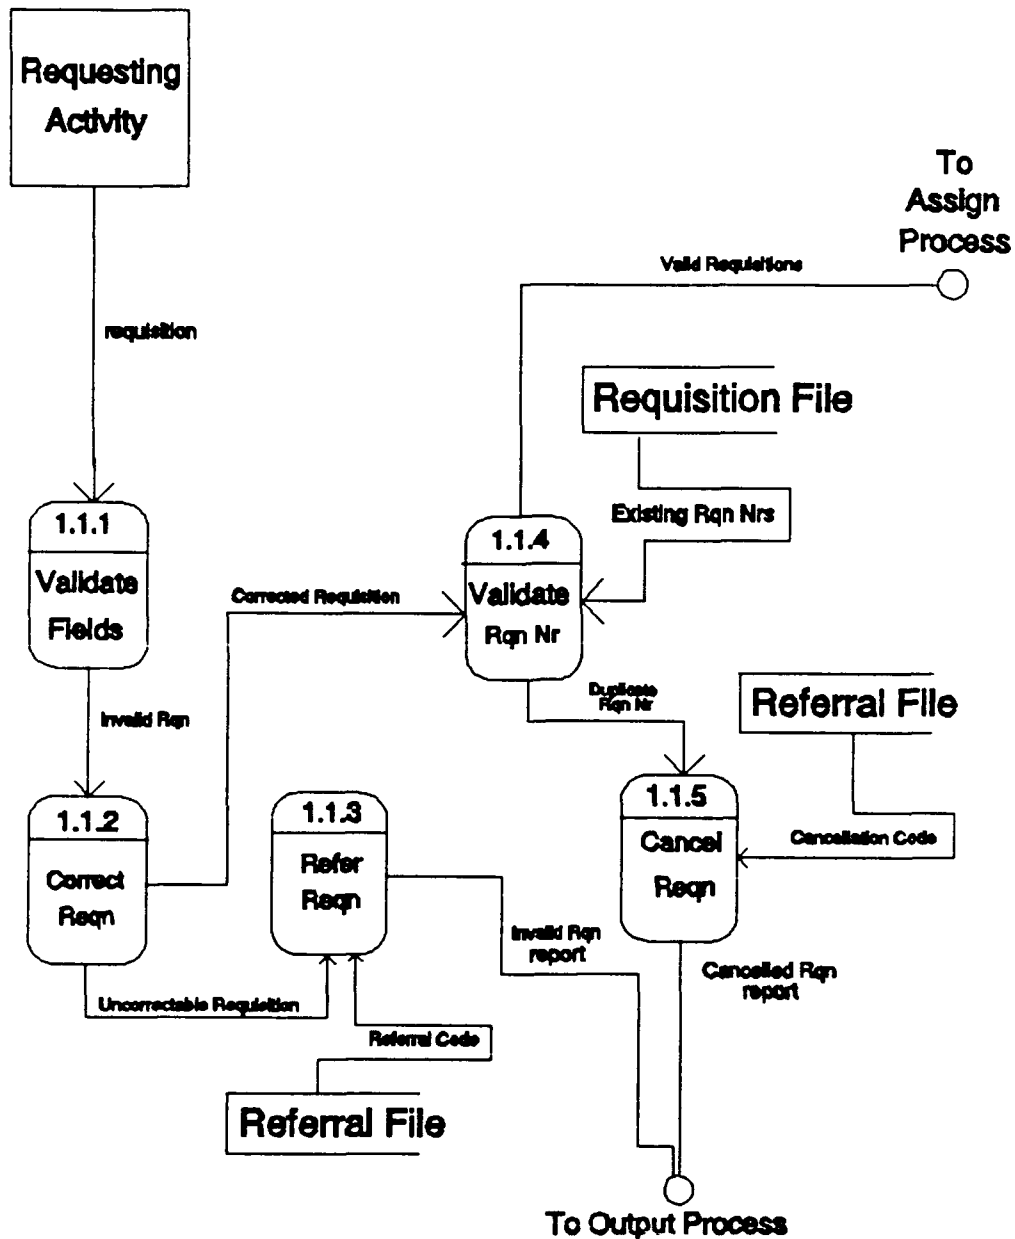 Requesting
Activity
To
Assign
Process
Valid Requisitions
requisition
Requisition File
Existing Rqn Nrs
1.1.1
Validate
Fields
1.1.4
Validate
Rqn Nr
Corrected Requisition
Invalid Rqn
Duplicate
Rqn Nr
Referral File
1.1.2
Correct
Reqn
1.1.3
Refer
Reqn
1.1.5
Cancel
Reqn
Cancellation Code
Invalid Rqn
report
Cancelled Rqn
report
Uncorrectable Requisition
Referral Code
Referral File
To Output Process